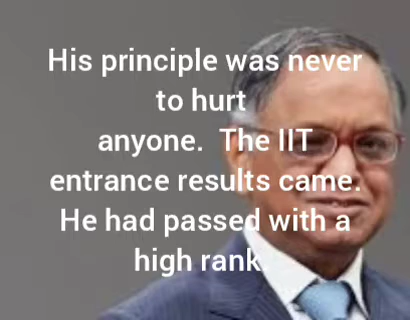 His principle was never
to hurt
anyone. The IIT
entrance results came.
He had passed with a
high rank.